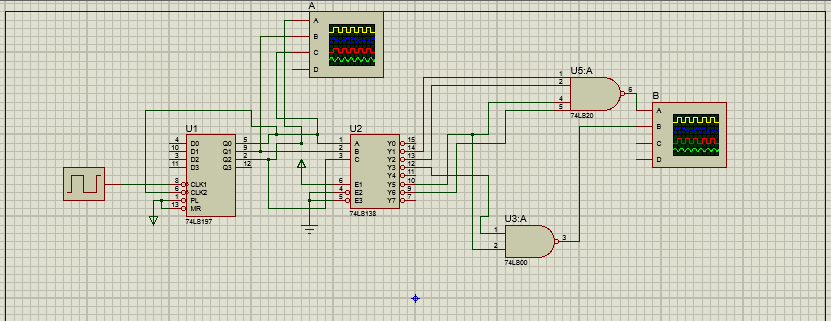 A
A
B
C
D
U1
4 D0 Q0 5
10 D1 Q1 9
3 D2 Q2 2
11 D3 Q3 12
8 CLK1
6 CLK2
1 PL
13 MR
74LS197
U2
1 A Y0 15
2 B Y1 14
3 C Y2 13
Y3 12
Y4 11
6 E1 Y5 10
4 E2 Y6 9
5 E3 Y7 7
74LS138
U5:A
1
2
4
5
6
74LS20
B
A
B
C
D
U3:A
1
2
3
74LS00